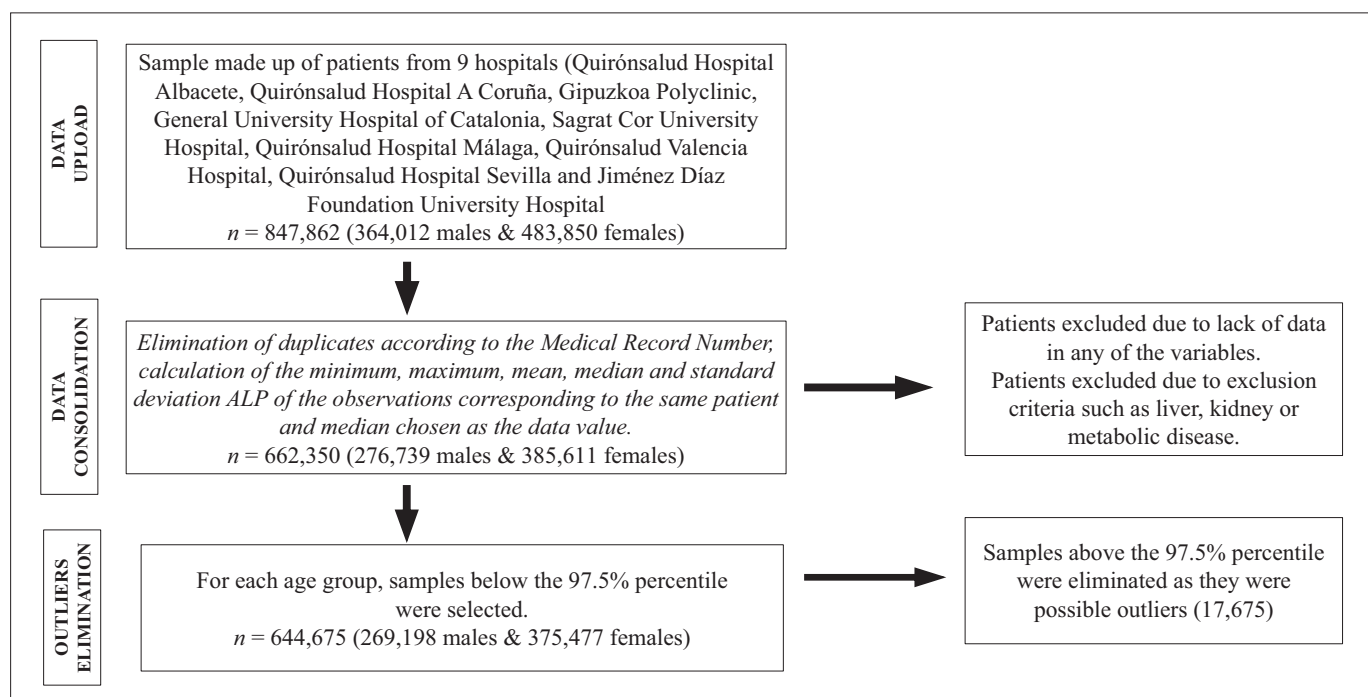 DATA
UPLOAD
Sample made up of patients from 9 hospitals (Quirónsalud Hospital
Albacete, Quirónsalud Hospital A Coruña, Gipuzkoa Polyclinic,
General University Hospital of Catalonia, Sagrat Cor University
Hospital, Quirónsalud Hospital Málaga, Quirónsalud Valencia
Hospital, Quirónsalud Hospital Sevilla and Jiménez Díaz
Foundation University Hospital
n = 847,862 (364,012 males & 483,850 females)
DATA
CONSOLIDATION
Elimination of duplicates according to the Medical Record Number,
calculation of the minimum, maximum, mean, median and standard
deviation ALP of the observations corresponding to the same patient
and median chosen as the data value.
n = 662,350 (276,739 males & 385,611 females)
Patients excluded due to lack of data
in any of the variables.
Patients excluded due to exclusion
criteria such as liver, kidney or
metabolic disease.
OUTLIERS
ELIMINATION
For each age group, samples below the 97.5% percentile
were selected.
n = 644,675 (269,198 males & 375,477 females)
Samples above the 97.5% percentile
were eliminated as they were
possible outliers (17,675)